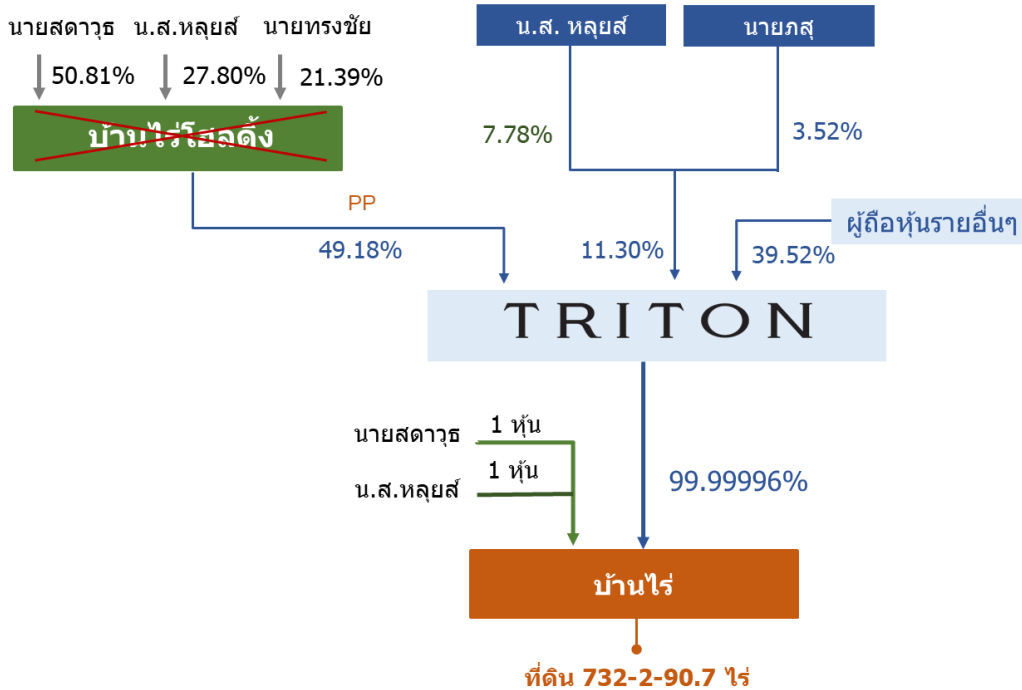 นายสดาวุธ น.ส.หลุยส์ นายทรงชัย
50.81% 27.80% 21.39%
บ้านไร่โฮลดิ้ง
น.ส. หลุยส์ นายภสุ
7.78% 3.52%
PP
49.18% 11.30% 39.52%
ผู้ถือหุ้นรายอื่นๆ
TRITON
นายสดาวุธ 1 หุ้น
น.ส.หลุยส์ 1 หุ้น
99.99996%
บ้านไร่
ที่ดิน 732-2-90.7 ไร่